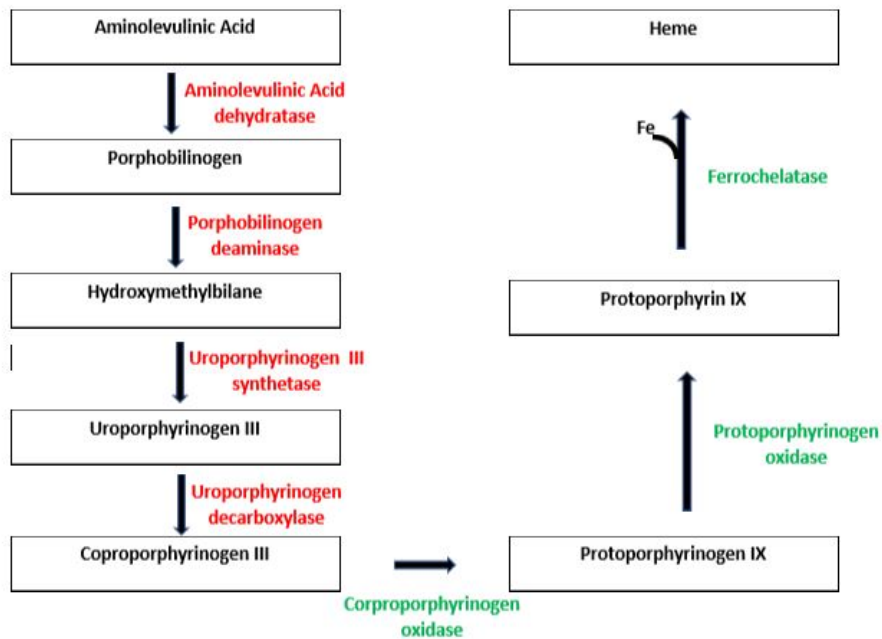 Aminolevulinic Acid
Aminolevulinic Acid
dehydratase
Porphobilinogen
Porphobilinogen
deaminase
Hydroxymethylbilane
Uroporphyrinogen III
synthetase
Uroporphyrinogen III
Uroporphyrinogen
decarboxylase
Coproporphyrinogen III
Corproporphyrinogen
oxidase
Protoporphyrinogen IX
Protoporphyrinogen
oxidase
Protoporphyrin IX
Ferrochelatase
Fe
Heme